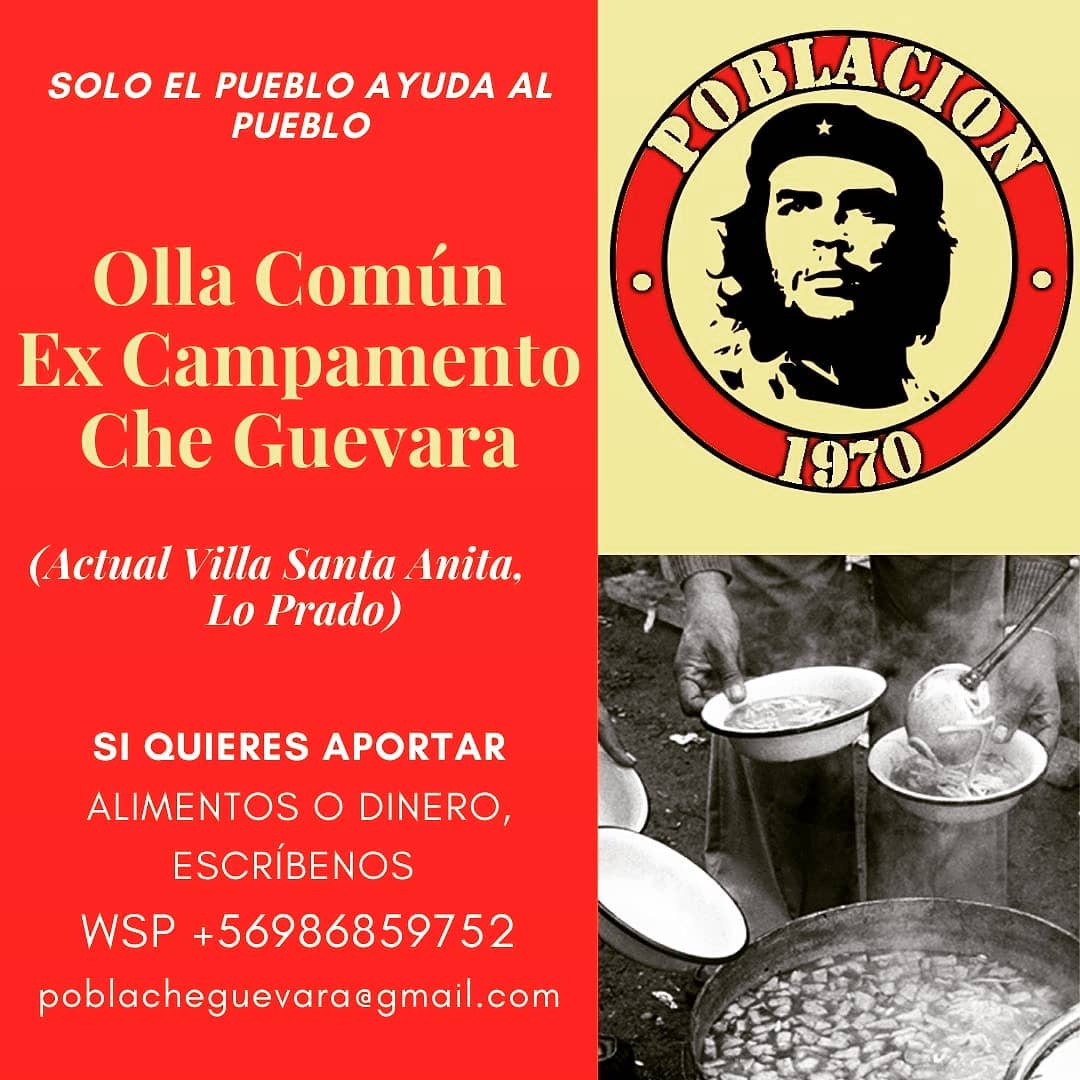 SOLO EL PUEBLO AYUDA AL
PUEBLO
Olla Común
Ex Campamento
Che Guevara
(Actual Villa Santa Anita,
Lo Prado)
SI QUIERES APORTAR
ALIMENTOS O DINERO,
ESCRÍBENOS
WSP +56986859752
poblacheguevara@gmail.com
POBLACION
1970